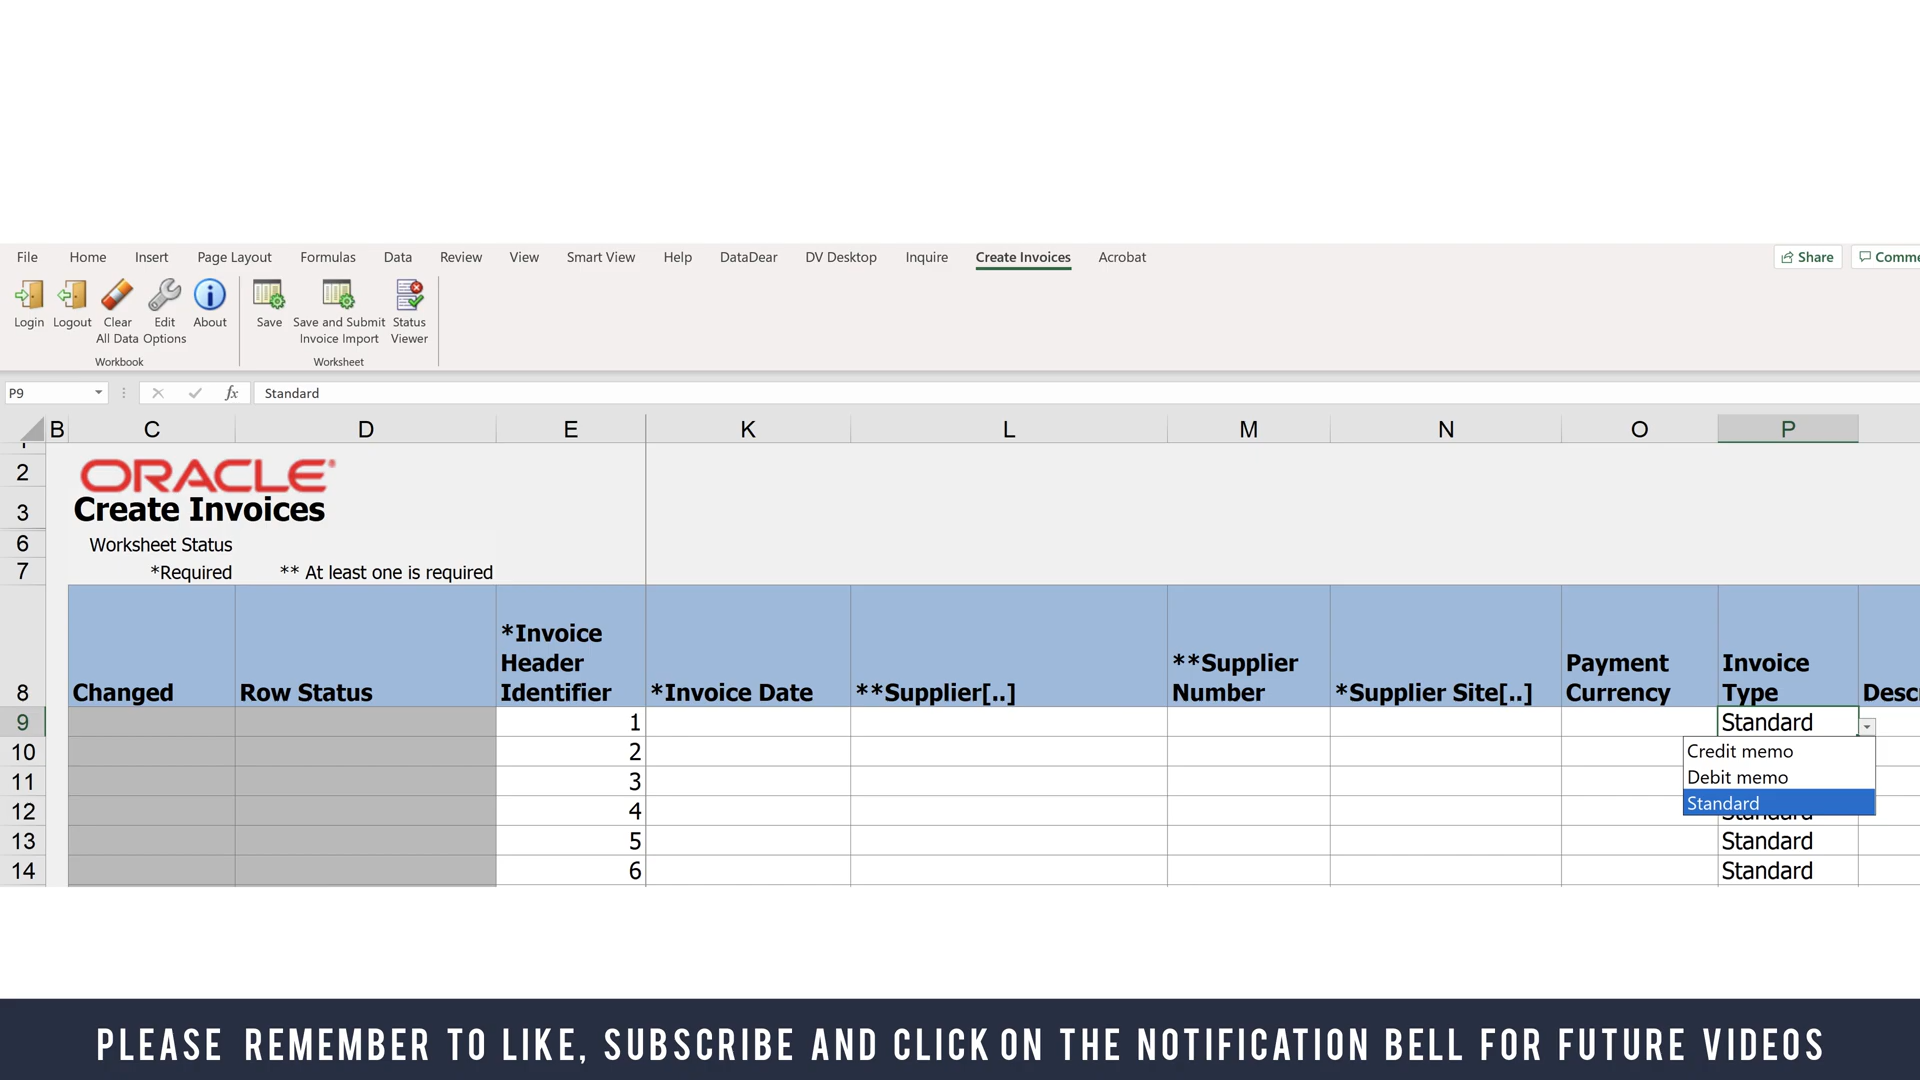 File Home Insert Page Layout Formulas Data Review View Smart View Help DataDear DV Desktop Inquire Create Invoices Acrobat Share Comme
Login Logout Clear All Data Edit Options About Save Save and Submit Invoice Import Status Viewer
Workbook Worksheet
P9 fx Standard
B C D E K L M N O P
2 ORACLE
3 Create Invoices
6 Worksheet Status
7 *Required ** At least one is required
8 Changed Row Status *Invoice Header Identifier *Invoice Date **Supplier[..] **Supplier Number *Supplier Site[..] Payment Currency Invoice Type Desc
9 1 Standard
10 2 Credit memo
11 3 Debit memo
Standard
12 4 Standard
13 5 Standard
14 6 Standard
PLEASE REMEMBER TO LIKE, SUBSCRIBE AND CLICK ON THE NOTIFICATION BELL FOR FUTURE VIDEOS